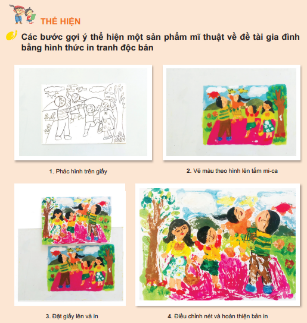 THỂ HIỆN
Các bước gợi ý thể hiện một sản phẩm mĩ thuật về đề tài gia đình
bằng hình thức in tranh độc bản
1. Phác hình trên giấy
2. Vẽ màu theo hình lên tấm mi-ca
3. Đặt giấy lên và in
4. Điều chỉnh nét và hoàn thiện bản in